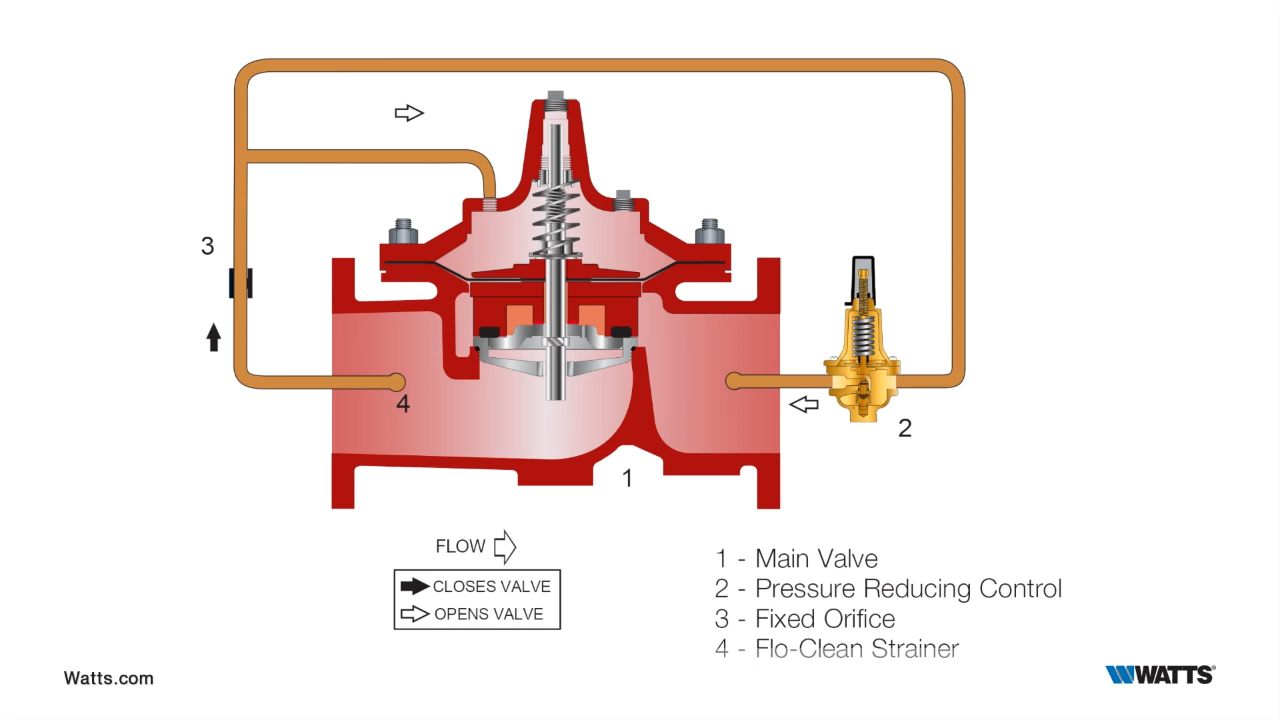 3
4
2
1
FLOW
CLOSES VALVE
OPENS VALVE
1 - Main Valve
2 - Pressure Reducing Control
3 - Fixed Orifice
4 - Flo-Clean Strainer
Watts.com
WATTS®